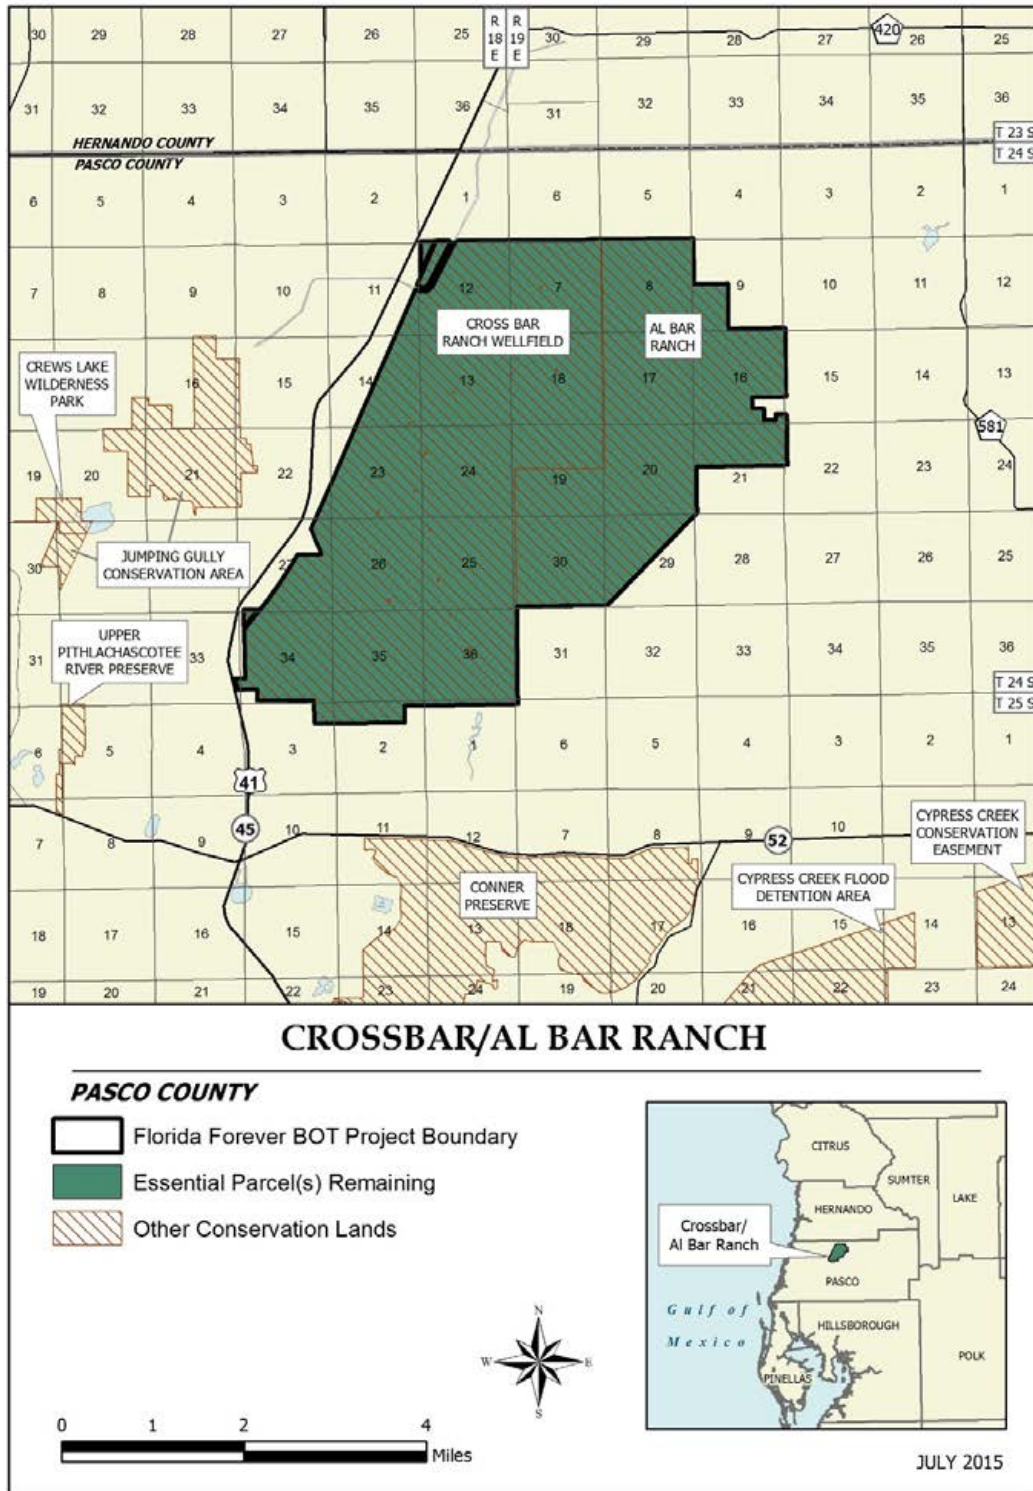 30 29 28 27 26 25 R 18 E R 19 E 30 29 28 27 26 25
420
31 32 33 34 35 36 31 32 33 34 35 36
HERNANDO COUNTY
PASCO COUNTY
T 23 S
T 24 S
6 5 4 3 2 1 6 5 4 3 2 1
7 8 9 10 11 12 7 8 9 10 11 12
CROSS BAR
RANCH WELLFIELD
AL BAR
RANCH
CREWS LAKE
WILDERNESS
PARK
16 15 14 13 18 17 16 15 14 13
581
19 20 21 22 23 24 19 20 21 22 23 24
JUMPING GULLY
CONSERVATION AREA
30 27 26 25 30 29 28 27 26 25
UPPER
PITHLACHASCOTEE
RIVER PRESERVE
31 33 34 35 36 31 32 33 34 35 36
T 24 S
T 25 S
6 5 4 3 2 1 6 5 4 3 2 1
41
45
52
7 8 9 10 11 12 7 8 9 10
CYPRESS CREEK
CONSERVATION
EASEMENT
CONNER
PRESERVE
CYPRESS CREEK FLOOD
DETENTION AREA
18 17 16 15 14 13 18 17 16 15 14 13
19 20 21 22 23 24 19 20 21 22 23 24
CROSSBAR/AL BAR RANCH
PASCO COUNTY
Florida Forever BOT Project Boundary
Essential Parcel(s) Remaining
Other Conservation Lands
CITRUS
SUMTER
LAKE
HERNANDO
Crossbar/
Al Bar Ranch
PASCO
Gulf of
Mexico
HILLSBOROUGH
POLK
PINELLAS
N
W E
S
0 1 2 4
Miles
JULY 2015